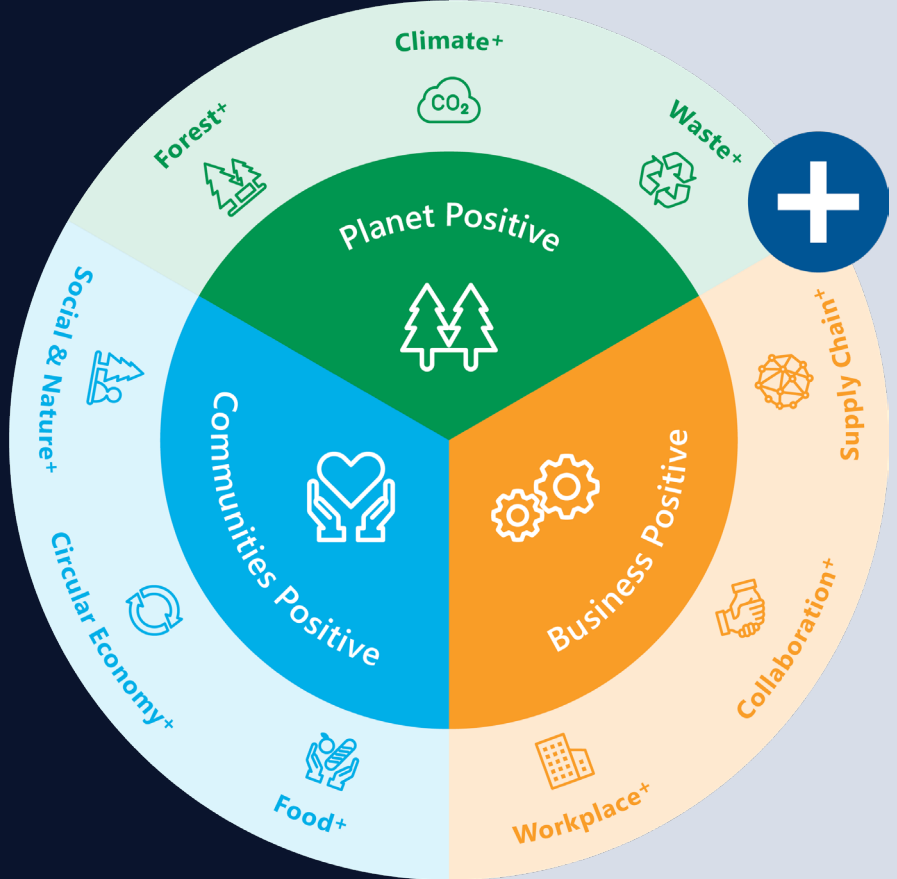 Climate+
CO₂
Forest+
Waste+
Planet Positive
Social & Nature+
Supply Chain+
Communities Positive
Business Positive
Circular Economy+
Collaboration+
Food+
Workplace+